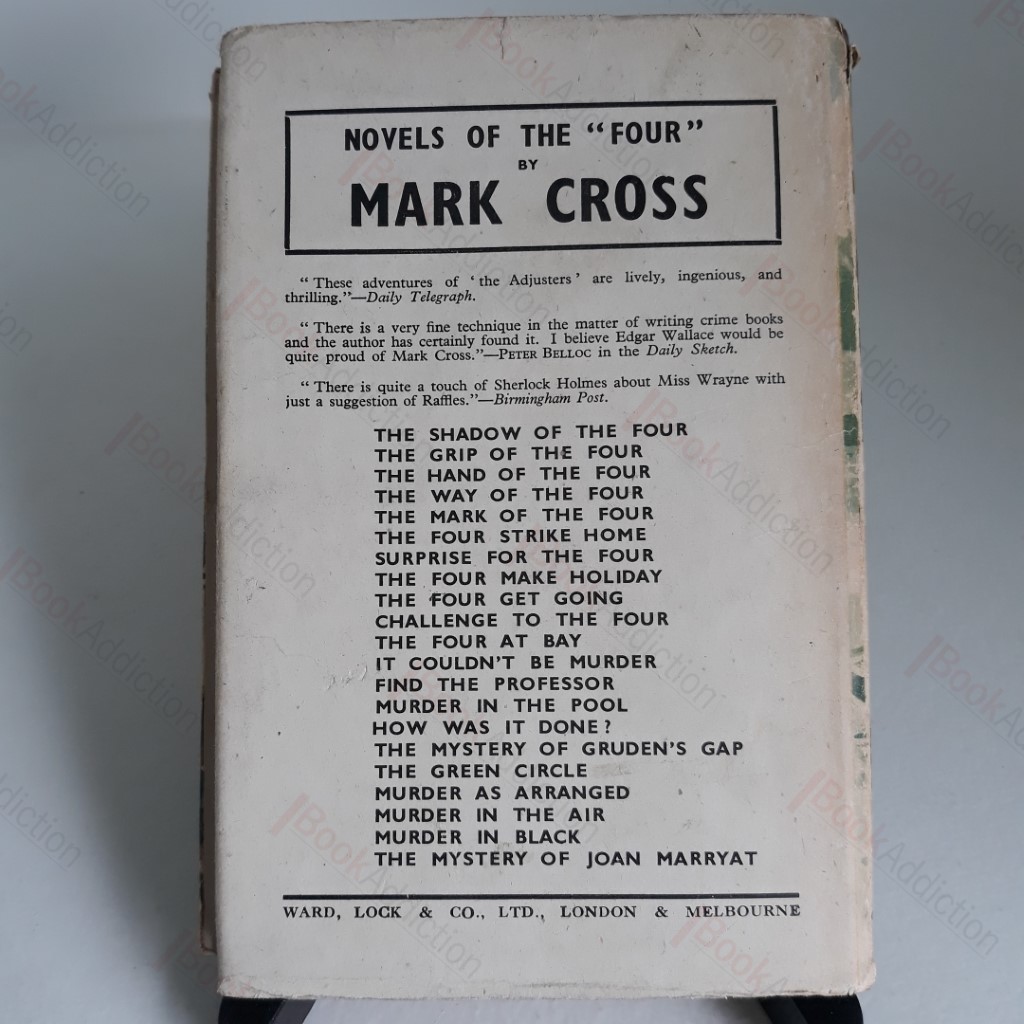 NOVELS OF THE "FOUR"
BY
MARK CROSS
"These adventures of 'the Adjusters' are lively, ingenious, and
thrilling."—Daily Telegraph.
"There is a very fine technique in the matter of writing crime books
and the author has certainly found it. I believe Edgar Wallace would be
quite proud of Mark Cross."—PETER BELLOC in the Daily Sketch.
"There is quite a touch of Sherlock Holmes about Miss Wrayne with
just a suggestion of Raffles."—Birmingham Post.
THE SHADOW OF THE FOUR
THE GRIP OF THE FOUR
THE HAND OF THE FOUR
THE WAY OF THE FOUR
THE MARK OF THE FOUR
THE FOUR STRIKE HOME
SURPRISE FOR THE FOUR
THE FOUR MAKE HOLIDAY
THE FOUR GET GOING
CHALLENGE TO THE FOUR
THE FOUR AT BAY
IT COULDN'T BE MURDER
FIND THE PROFESSOR
MURDER IN THE POOL
HOW WAS IT DONE?
THE MYSTERY OF GRUDEN'S GAP
THE GREEN CIRCLE
MURDER AS ARRANGED
MURDER IN THE AIR
MURDER IN BLACK
THE MYSTERY OF JOAN MARRYAT
WARD, LOCK & CO., LTD., LONDON & MELBOURNE
BookAddiction